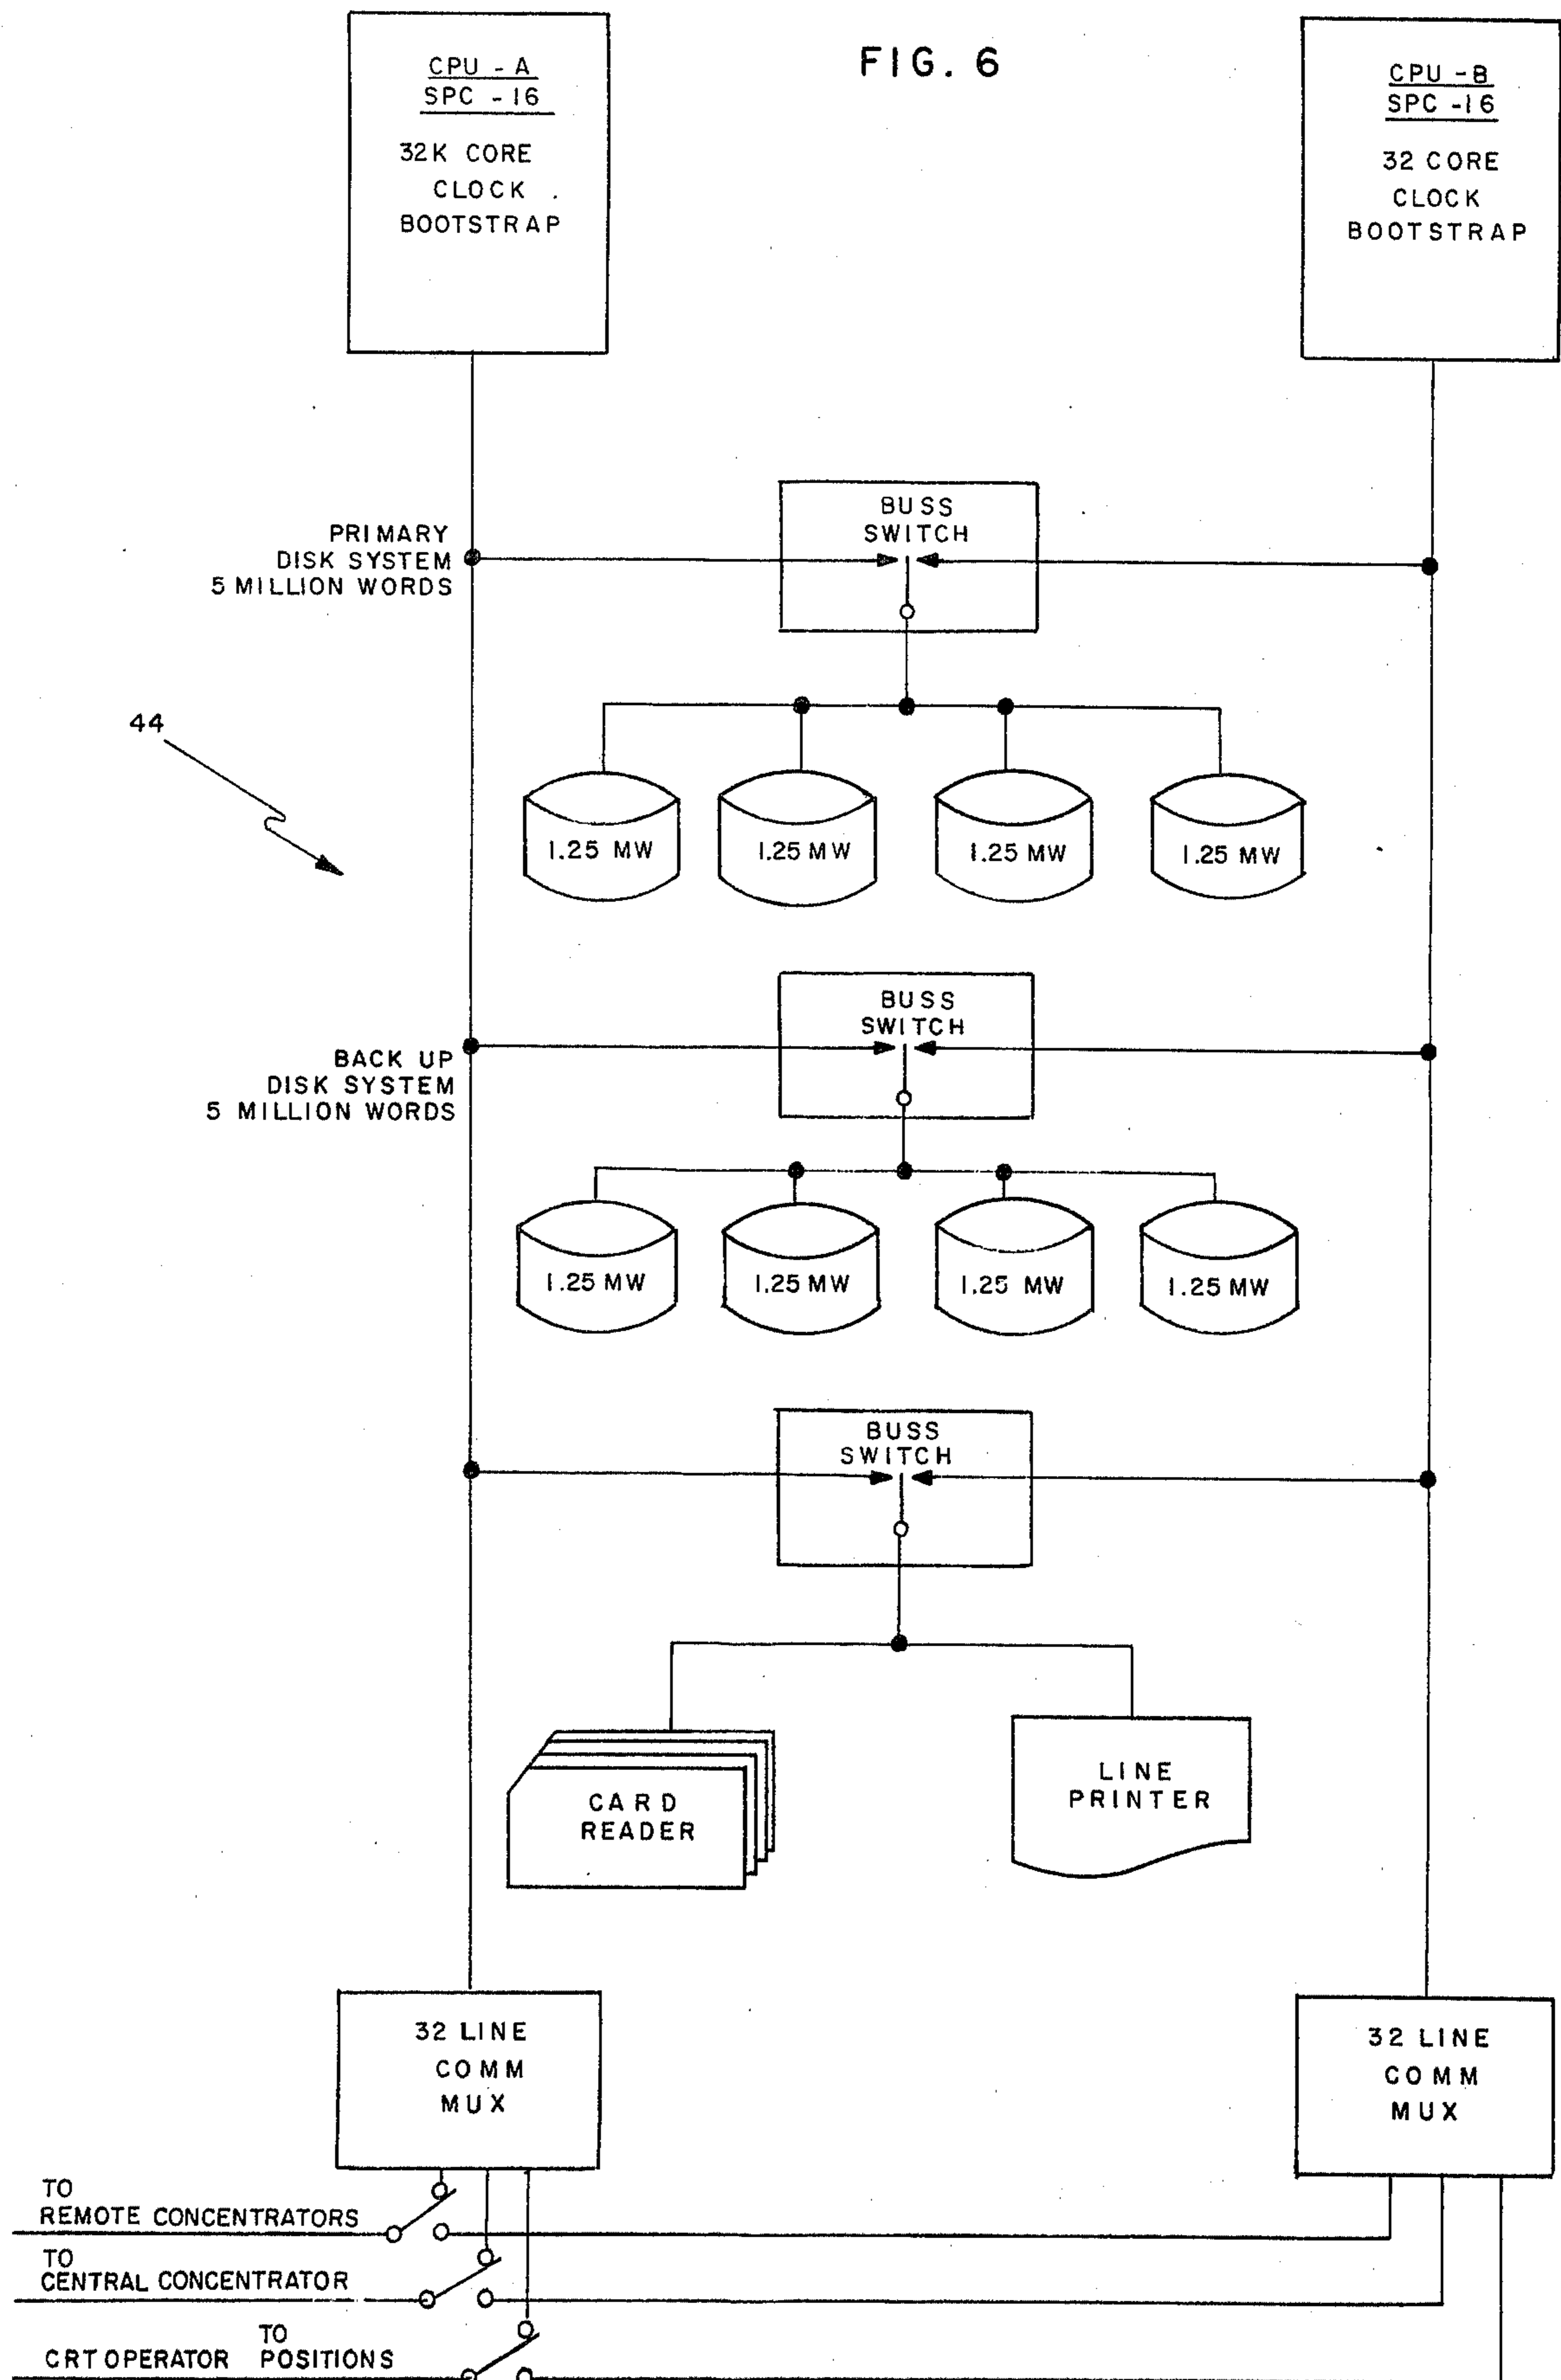 FIG. 6
CPU - A
SPC - 16
32K CORE
CLOCK
BOOTSTRAP
CPU - B
SPC - 16
32 CORE
CLOCK
BOOTSTRAP
BUSS
SWITCH
PRIMARY
DISK SYSTEM
5 MILLION WORDS
44
1.25 MW
1.25 MW
1.25 MW
1.25 MW
BUSS
SWITCH
BACK UP
DISK SYSTEM
5 MILLION WORDS
1.25 MW
1.25 MW
1.25 MW
1.25 MW
BUSS
SWITCH
CARD
READER
LINE
PRINTER
32 LINE
COMM
MUX
32 LINE
COMM
MUX
TO
REMOTE CONCENTRATORS
TO
CENTRAL CONCENTRATOR
TO
CRT OPERATOR POSITIONS